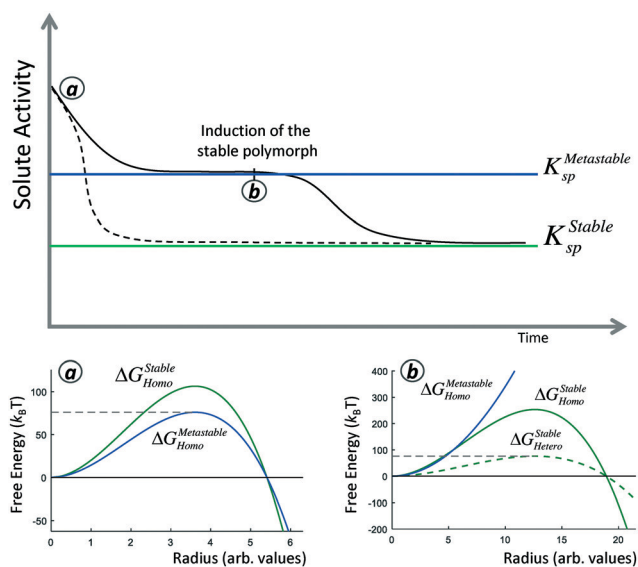 Solute Activity
a
Induction of the
stable polymorph
b
K_sp^Metastable
K_sp^Stable
Time
a
ΔG_Homo^Stable
ΔG_Homo^Metastable
Free Energy (k_BT)
100
50
0
-50
0 1 2 3 4 5 6
Radius (arb. values)
b
ΔG_Homo^Metastable
ΔG_Homo^Stable
ΔG_Hetero^Stable
Free Energy (k_BT)
400
300
200
100
0
-100
-200
0 5 10 15 20
Radius (arb. values)